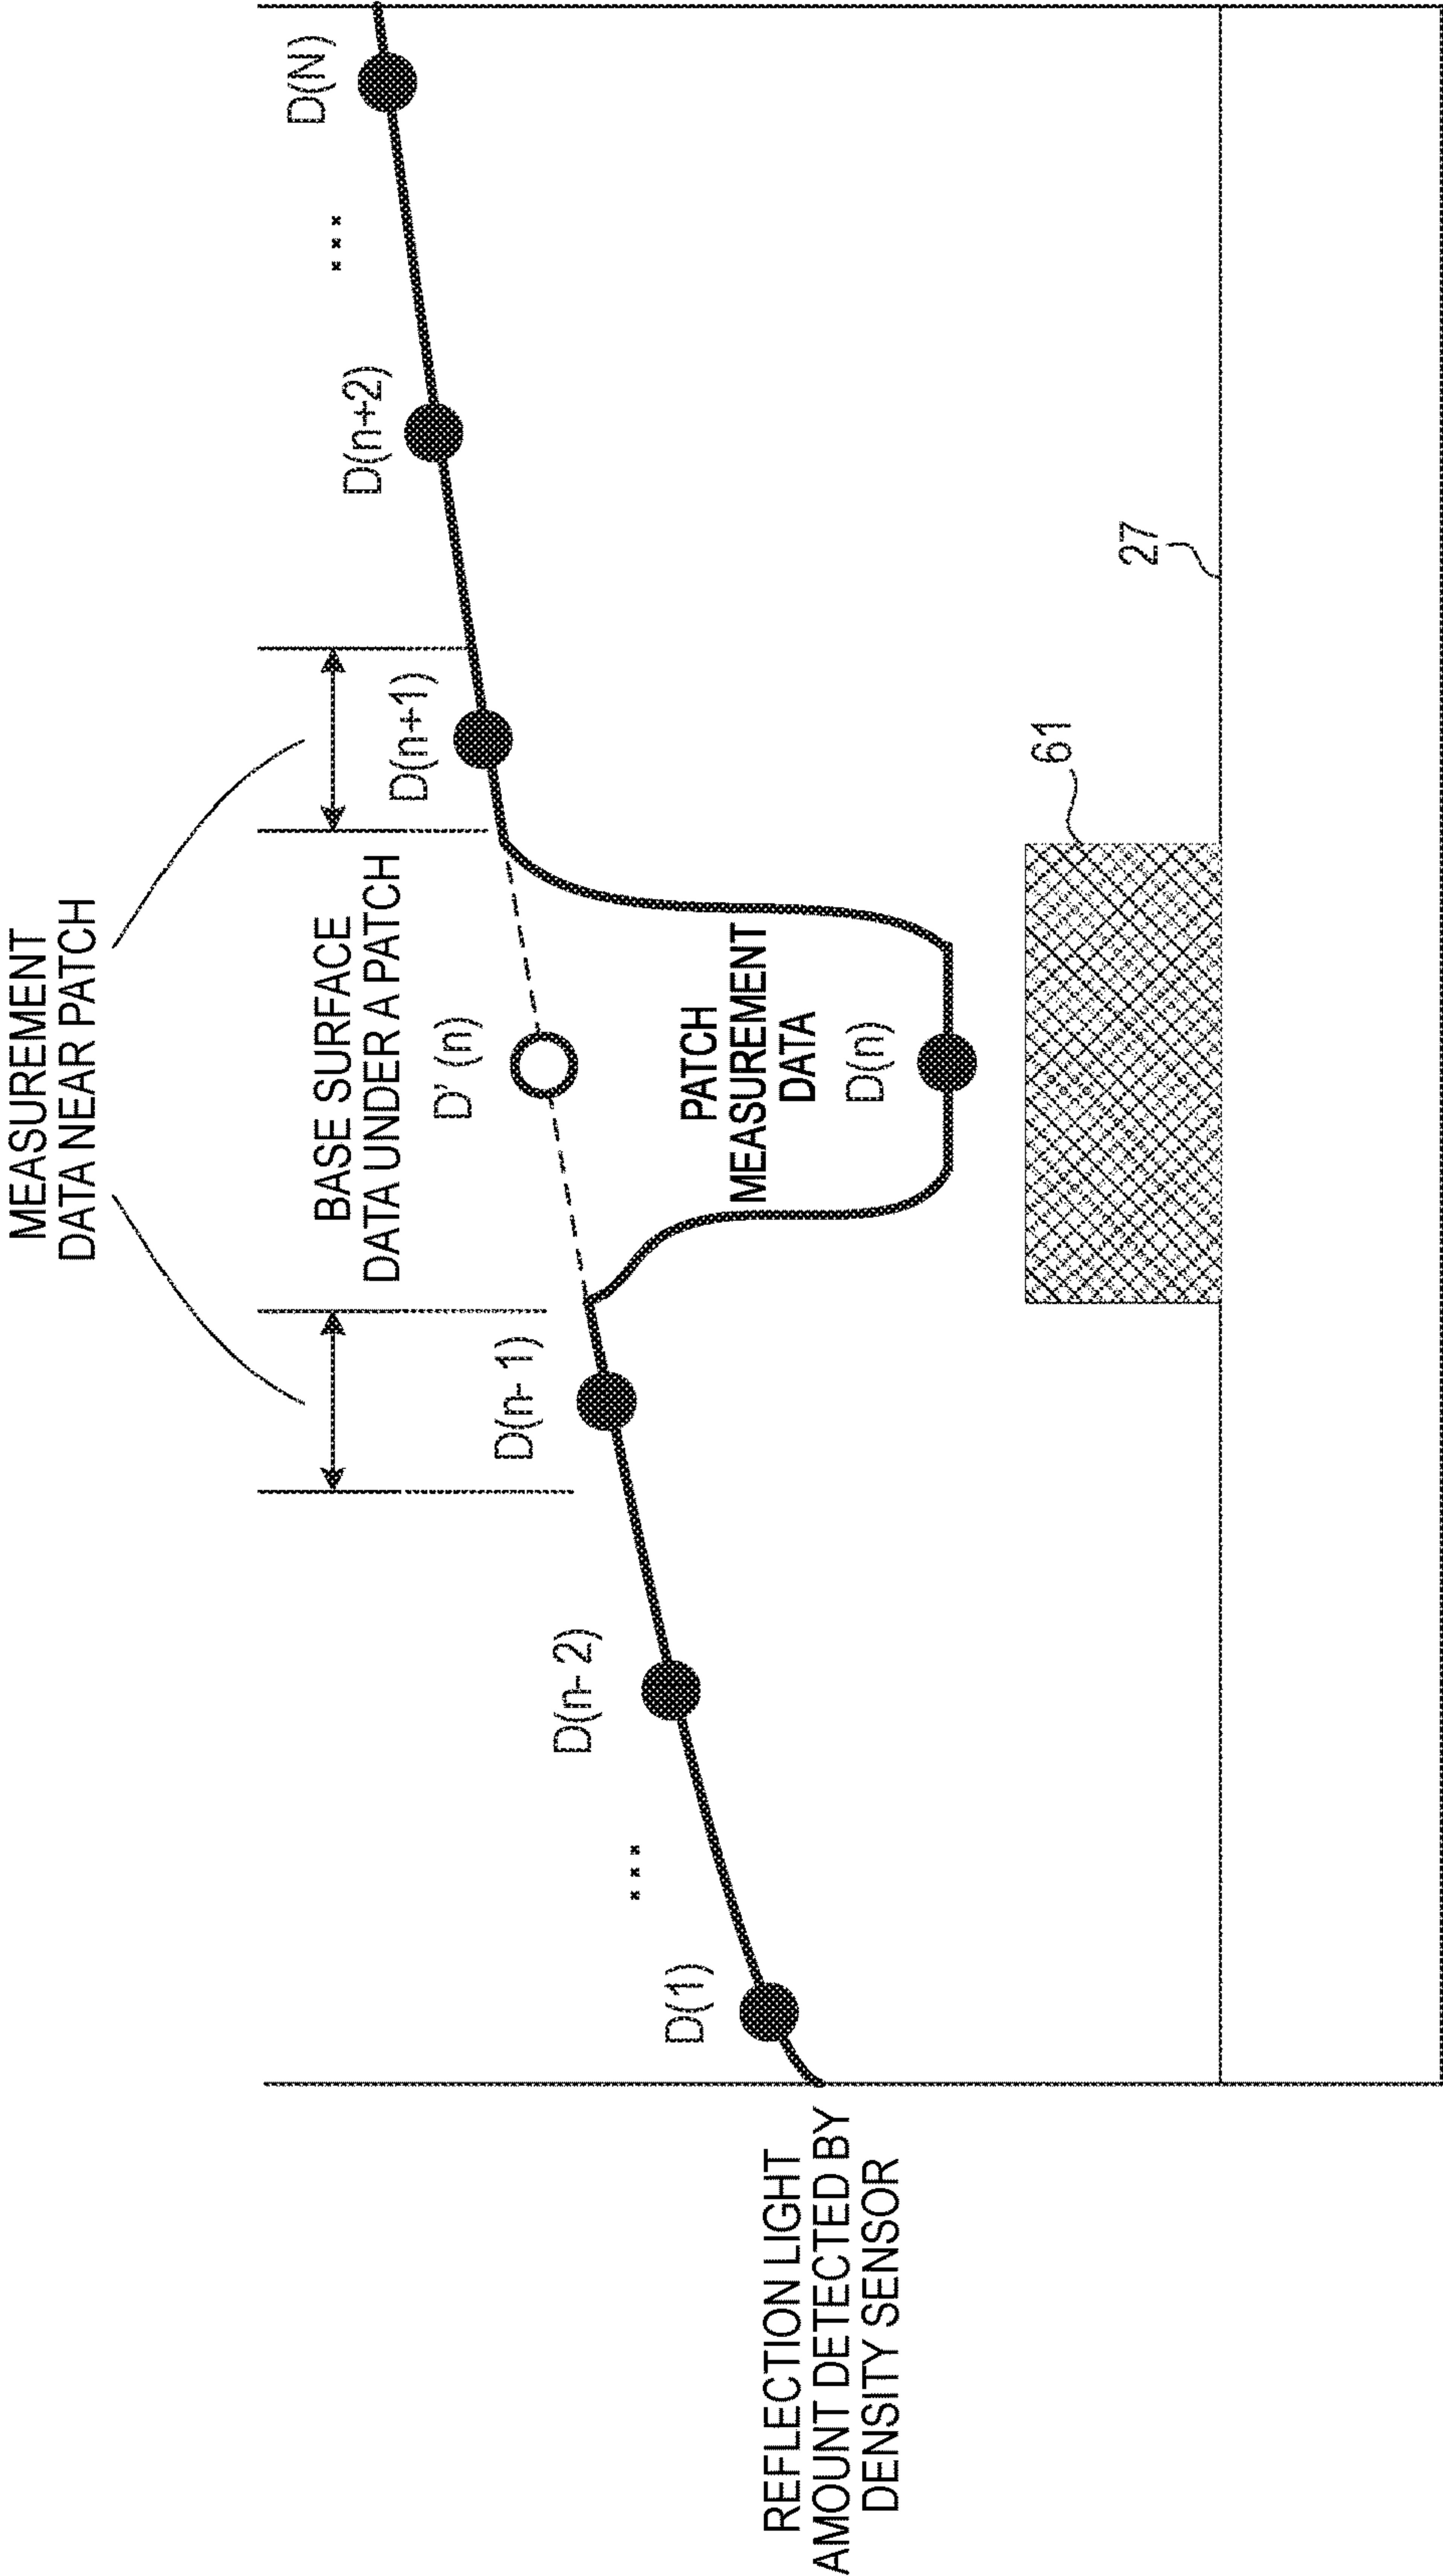 MEASUREMENT
DATA NEAR PATCH
BASE SURFACE
DATA UNDER A PATCH
D(1)
...
D(n-2)
D(n-1)
D' (n)
D(n+1)
D(n+2)
...
D(N)
PATCH
MEASUREMENT
DATA
D(n)
REFLECTION LIGHT
AMOUNT DETECTED BY
DENSITY SENSOR
61
27